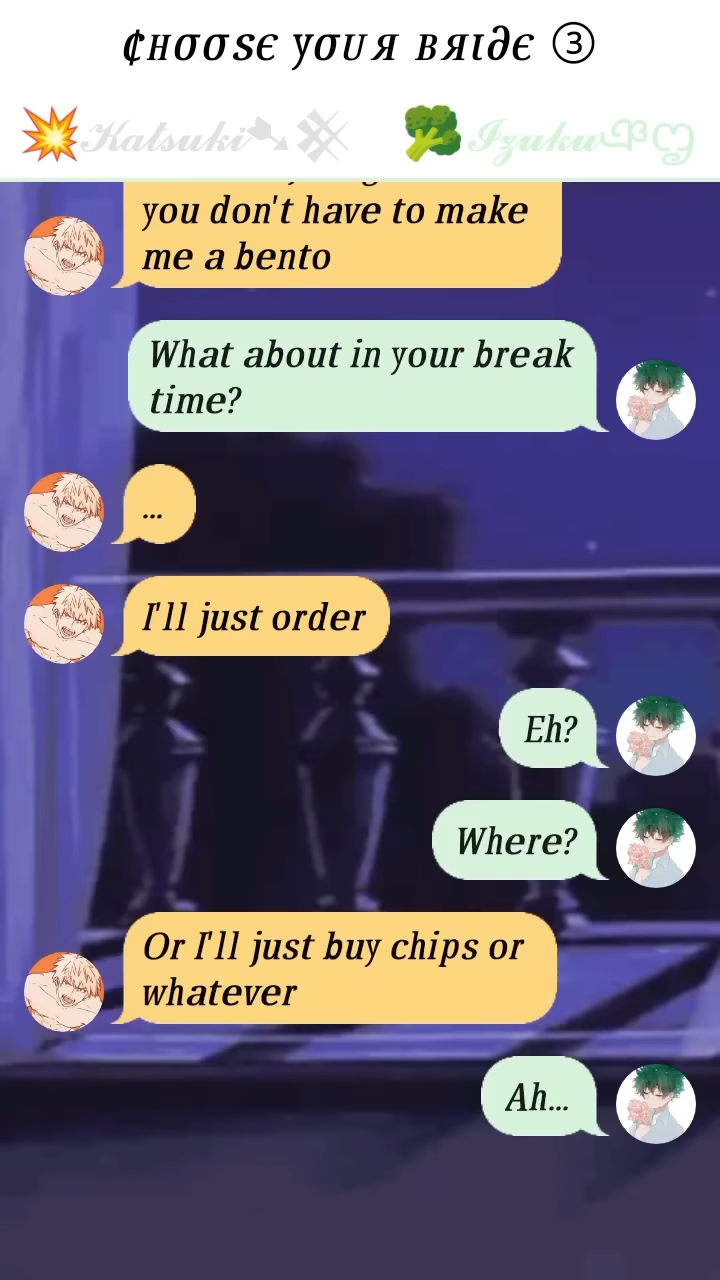 ₵нσσѕє уσυя вяι∂є ③
💥𝓚𝓪𝓽𝓼𝓾𝓴𝓲 🥦𝓘𝔃𝓾𝓴𝓾
you don't have to make
me a bento
What about in your break
time?
...
I'll just order
Eh?
Where?
Or I'll just buy chips or
whatever
Ah...